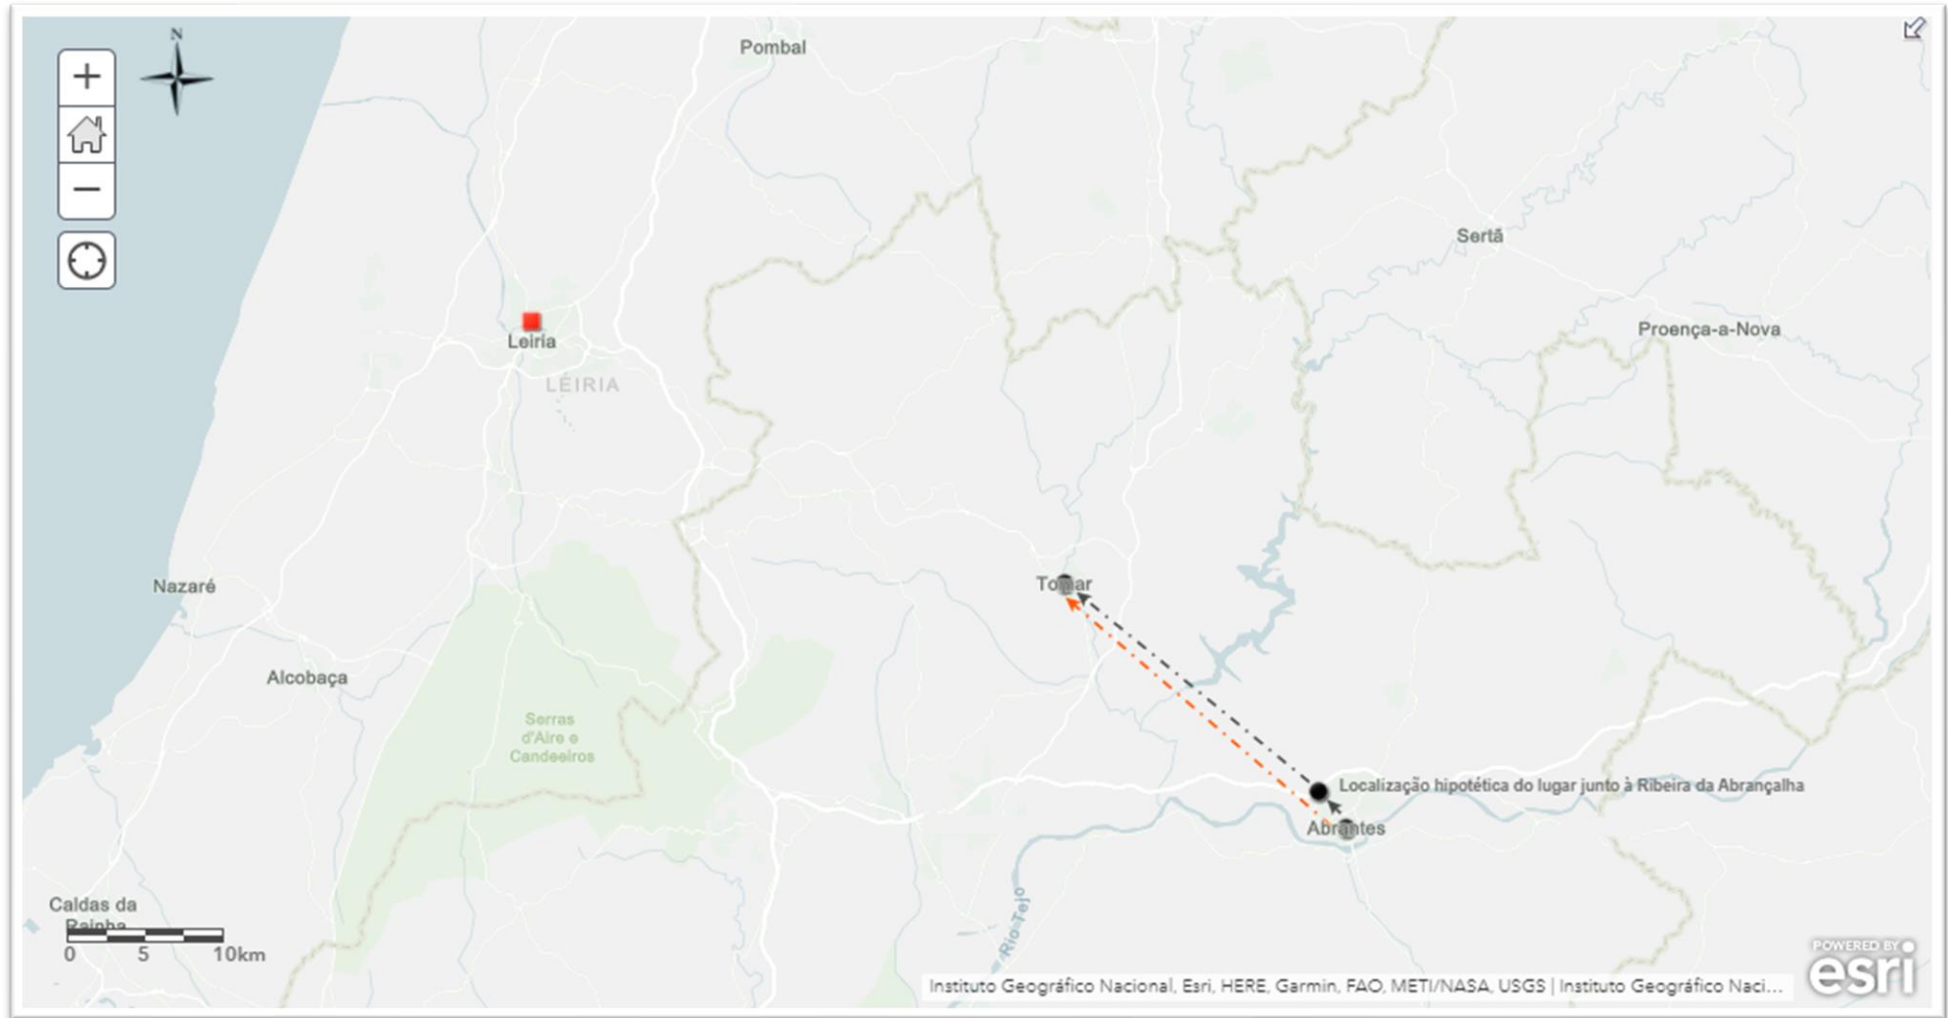 N
Pombal
+
−
Sertã
Proença-a-Nova
Leiria
LEIRIA
Tomar
Nazaré
Alcobaça
Serras
d'Aire e
Candeeiros
Localização hipotética do lugar junto à Ribeira da Abrançalha
Abrantes
Caldas da
Rainha
0 5 10km
Rio Tejo
POWERED BY
esri
Instituto Geográfico Nacional, Esri, HERE, Garmin, FAO, METI/NASA, USGS | Instituto Geográfico Naci...